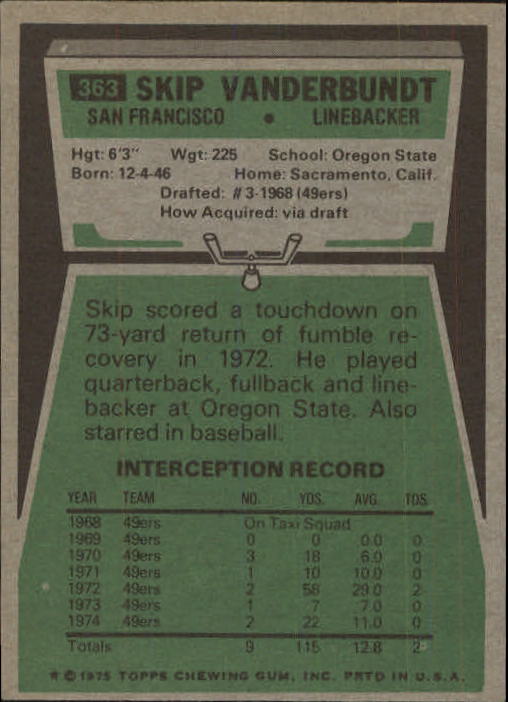 363 SKIP VANDERBUNDT
SAN FRANCISCO • LINEBACKER
Hgt: 6'3" Wgt: 225 School: Oregon State
Born: 12-4-46 Home: Sacramento, Calif.
Drafted: #3-1968 (49ers)
How Acquired: via draft
Skip scored a touchdown on
73-yard return of fumble re-
covery in 1972. He played
quarterback, fullback and line-
backer at Oregon State. Also
starred in baseball.
INTERCEPTION RECORD
YEAR TEAM NO. YDS. AVG. TDS.
1968 49ers On Taxi Squad
1969 49ers 0 0 0.0 0
1970 49ers 3 18 6.0 0
1971 49ers 1 10 10.0 0
1972 49ers 2 58 29.0 2
1973 49ers 1 7 7.0 0
1974 49ers 2 22 11.0 0
Totals 9 115 12.8 2
* © 1975 TOPPS CHEWING GUM, INC. PRTD IN U.S.A.